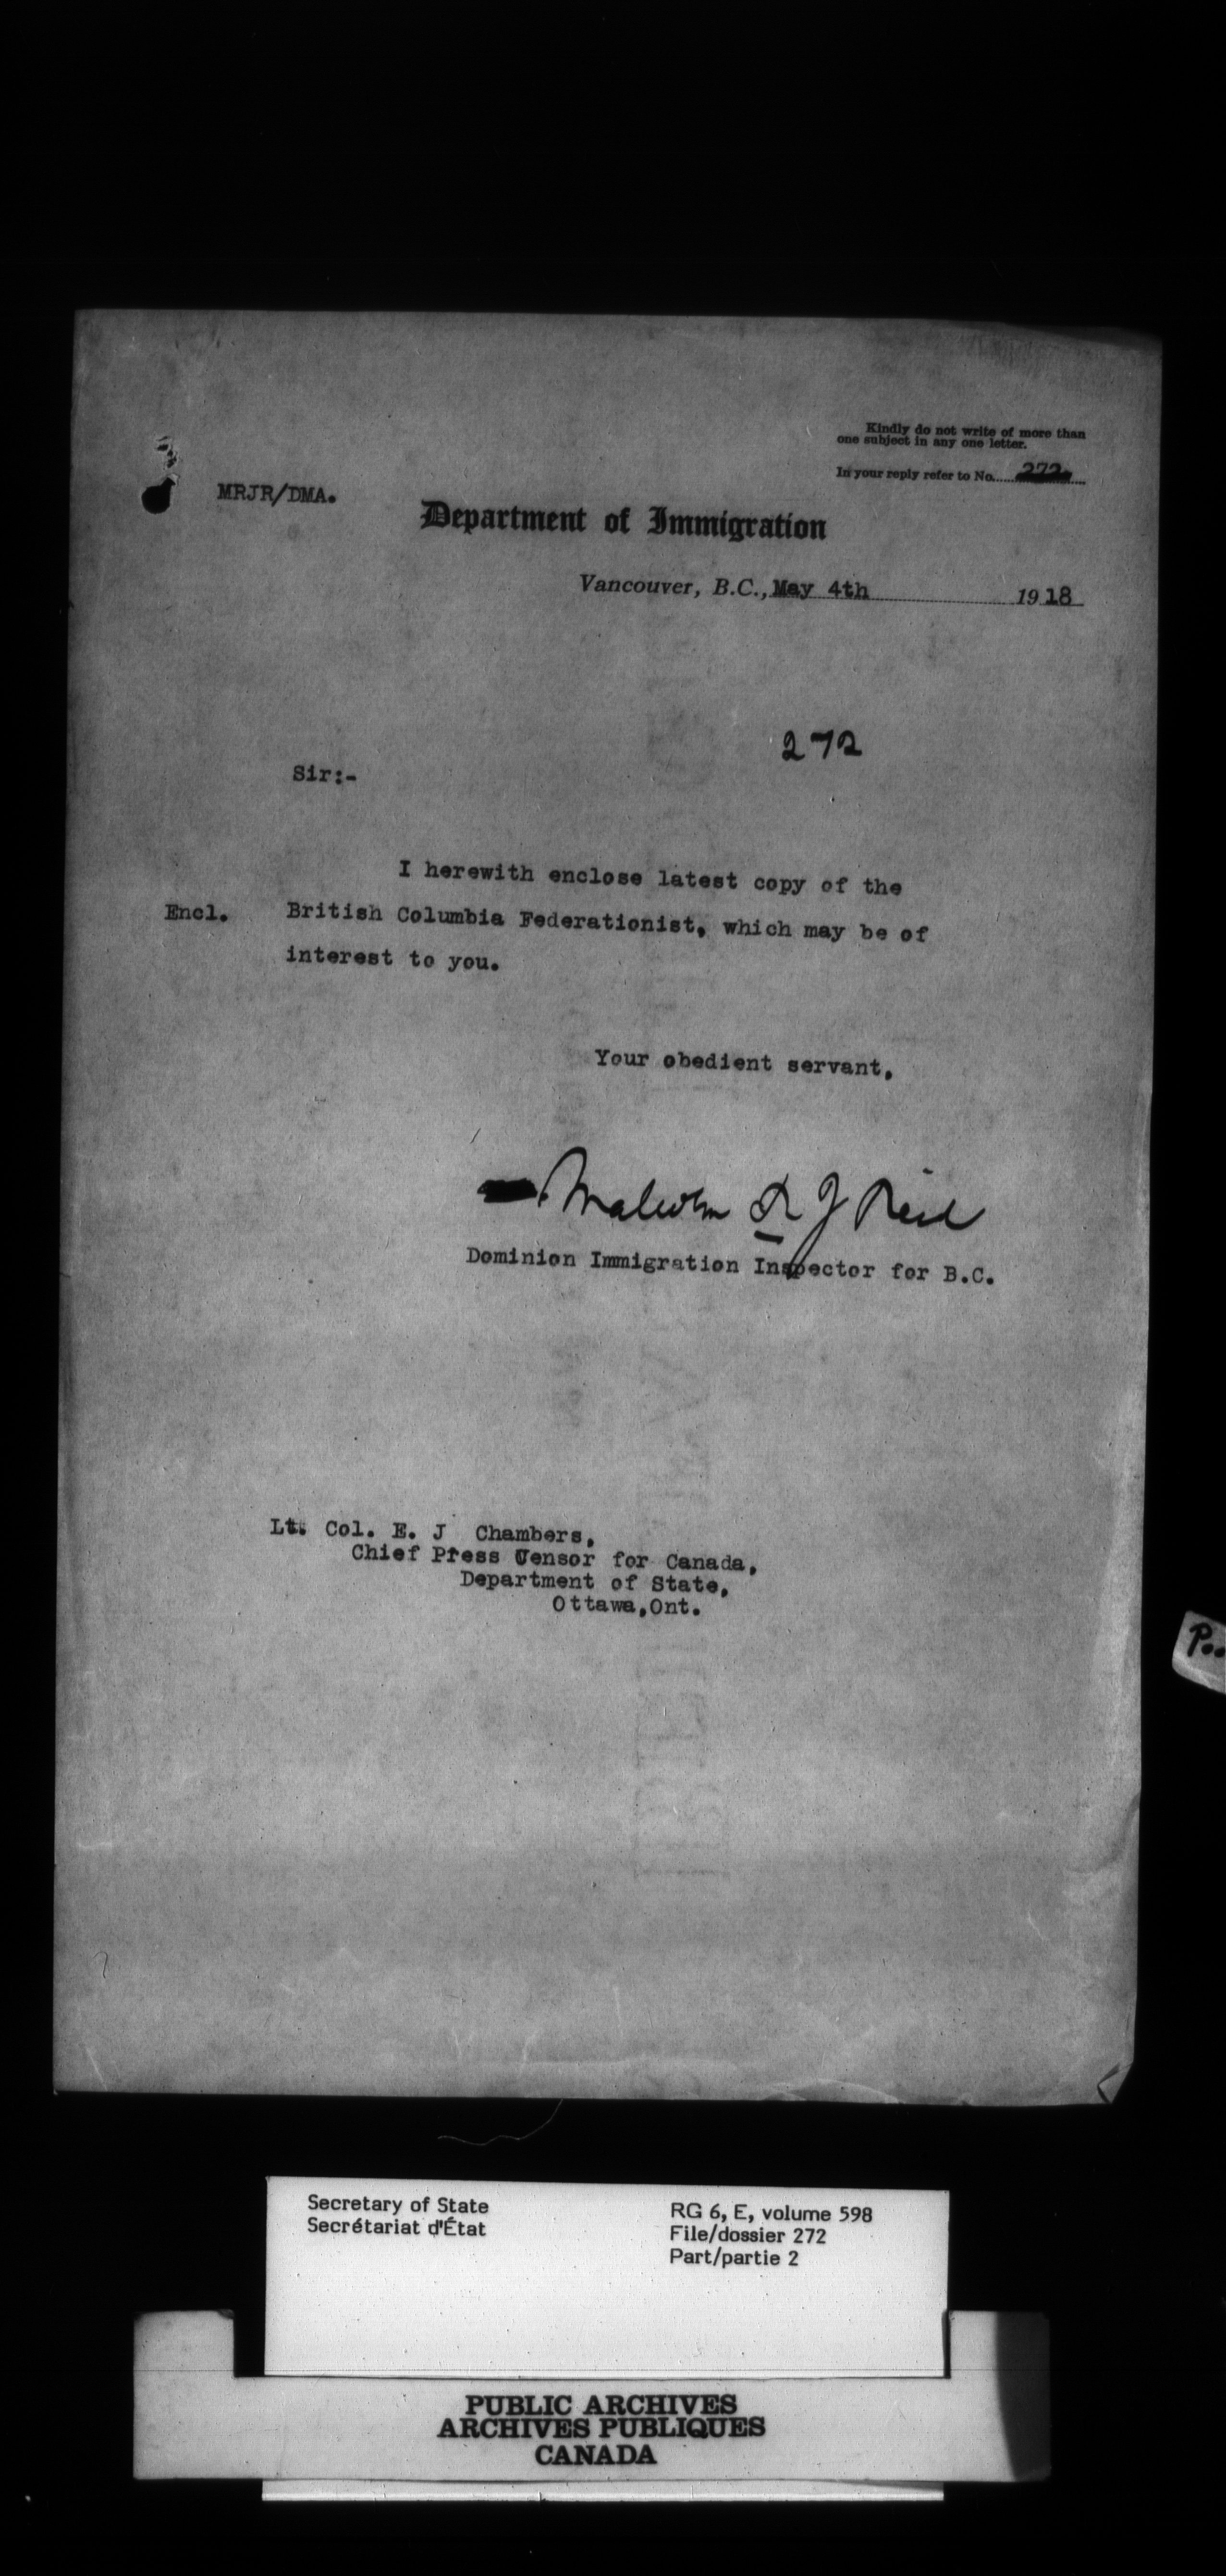 Kindly do not write of more than
one subject in any one letter.
In your reply refer to No. 272
MRJR/DMA.
Department of Immigration
Vancouver, B.C., May 4th 1918
272
Sir:-
I herewith enclose latest copy of the
Encl. British Columbia Federationist, which may be of
interest to you.
Your obedient servant,
Malcolm R J Reid
Dominion Immigration Inspector for B.C.
Lt. Col. E. J Chambers,
Chief Press Censor for Canada,
Department of State,
Ottawa,Ont.
P..
Secretary of State
Secrétariat d'État
RG 6, E, volume 598
File/dossier 272
Part/partie 2
PUBLIC ARCHIVES
ARCHIVES PUBLIQUES
CANADA